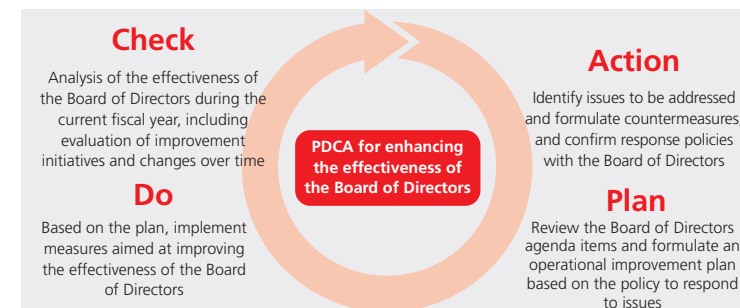 Check
Analysis of the effectiveness of
the Board of Directors during the
current fiscal year, including
evaluation of improvement
initiatives and changes over time
Do
Based on the plan, implement
measures aimed at improving
the effectiveness of the Board
of Directors
PDCA for enhancing
the effectiveness of
the Board of Directors
Action
Identify issues to be addressed
and formulate countermeasures,
and confirm response policies
with the Board of Directors
Plan
Review the Board of Directors
agenda items and formulate an
operational improvement plan
based on the policy to respond
to issues